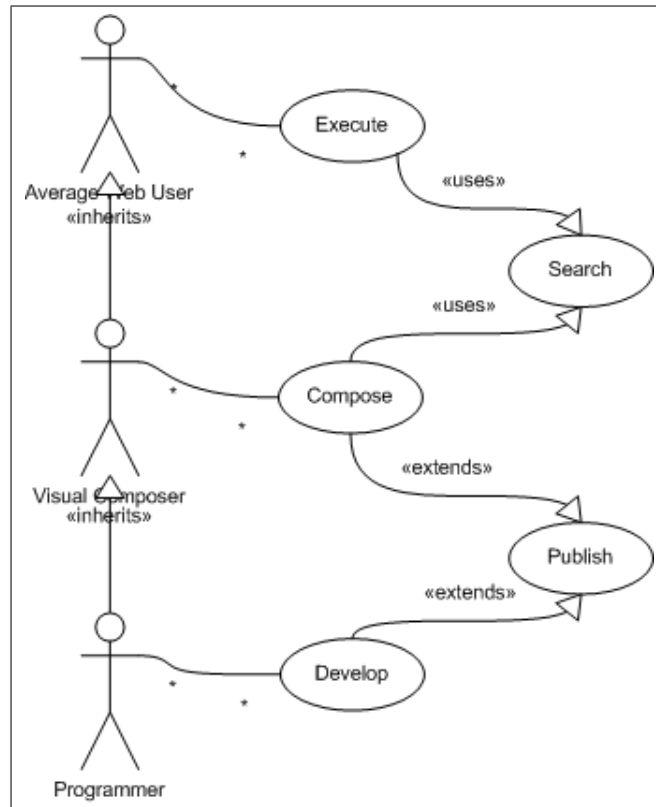 *
Execute
*
«uses»
Average Web User
«inherits»
Search
«uses»
*
Compose
*
«extends»
Visual Composer
«inherits»
Publish
«extends»
*
Develop
*
Programmer